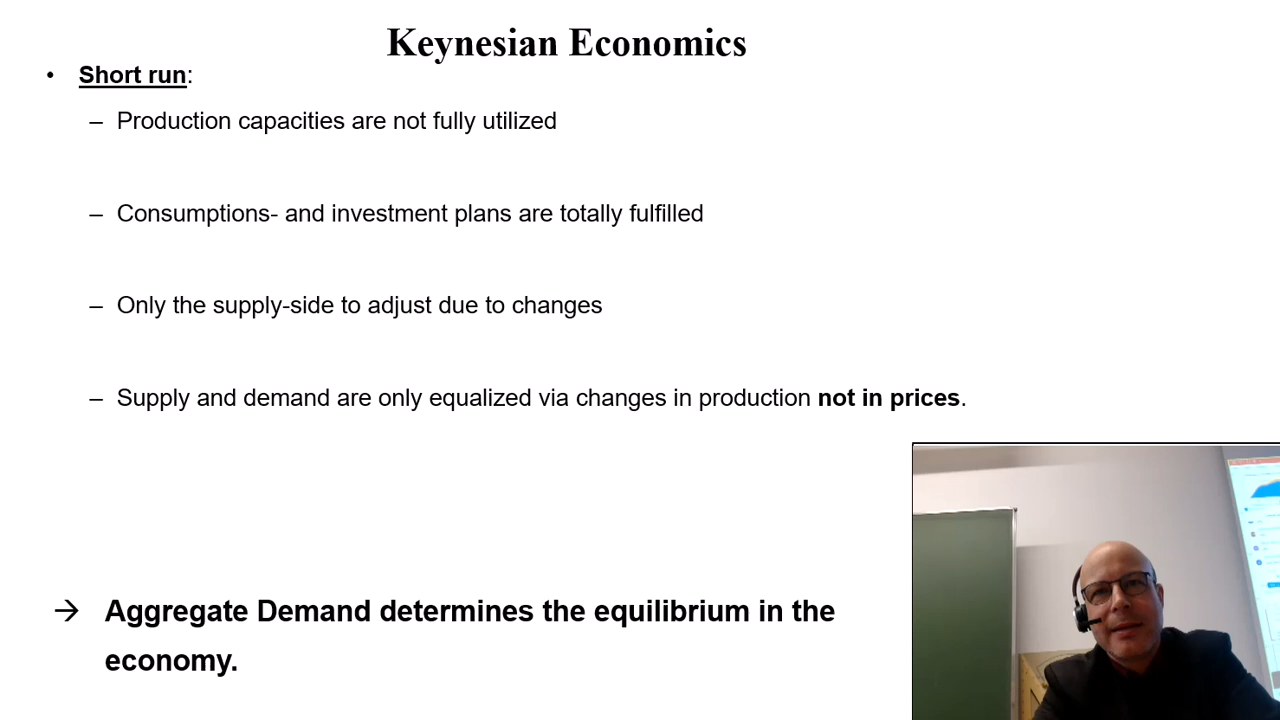 Keynesian Economics
• Short run:
– Production capacities are not fully utilized
– Consumptions- and investment plans are totally fulfilled
– Only the supply-side to adjust due to changes
– Supply and demand are only equalized via changes in production not in prices.
→ Aggregate Demand determines the equilibrium in the
economy.